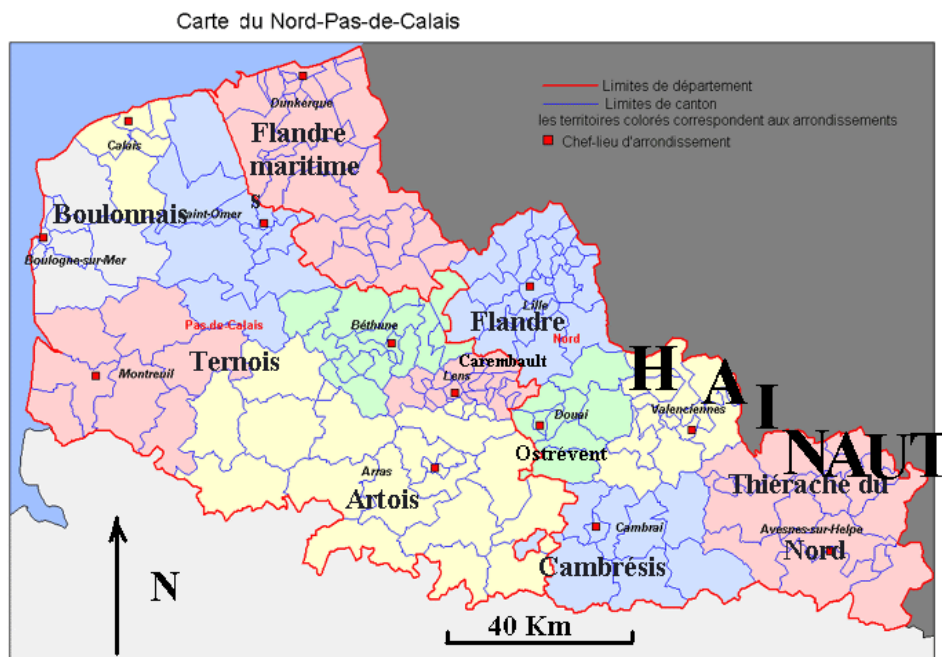 Carte du Nord-Pas-de-Calais
Limites de département
Limites de canton
les territoires colorés correspondent aux arrondissements
Chef-lieu d'arrondissement
Dunkerque
Flandre
maritime
Calais
s
Boulonnais
aint-Omer
Boulogne-sur-Mer
Lille
Flandre
Nord
Pas-de-Calais
Béthune
Ternois
Carembault
Montreuil
Lens
HAINAUT
Valenciennes
Douai
Ostrévent
Arras
Artois
Thiérache du
Nord
Avesnes-sur-Helpe
Cambrai
Cambrésis
N
40 Km